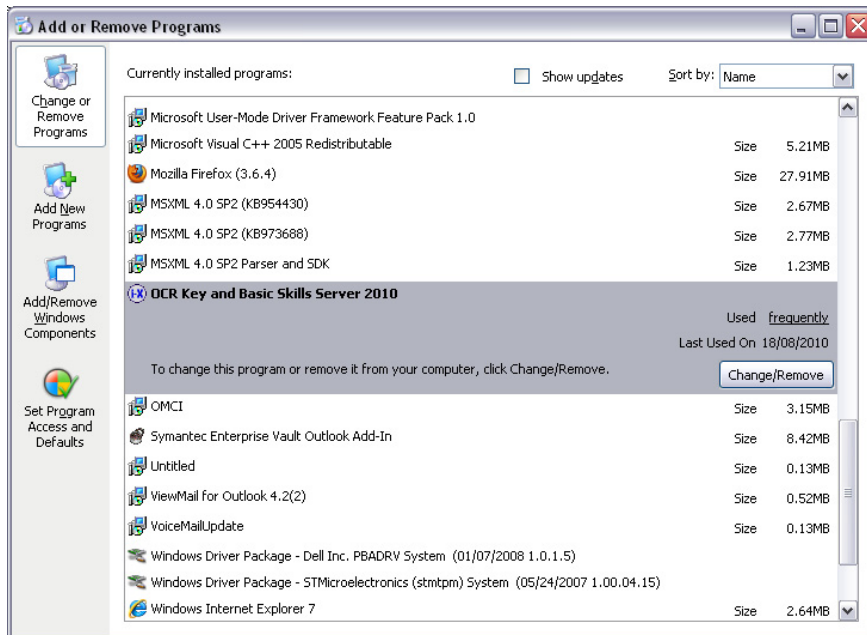 Add or Remove Programs
Change or
Remove
Programs
Add New
Programs
Add/Remove
Windows
Components
Set Program
Access and
Defaults
Currently installed programs:
Show updates
Sort by: Name
Microsoft User-Mode Driver Framework Feature Pack 1.0
Microsoft Visual C++ 2005 Redistributable Size 5.21MB
Mozilla Firefox (3.6.4) Size 27.91MB
MSXML 4.0 SP2 (KB954430) Size 2.67MB
MSXML 4.0 SP2 (KB973688) Size 2.77MB
MSXML 4.0 SP2 Parser and SDK Size 1.23MB
I-X OCR Key and Basic Skills Server 2010
Used frequently
Last Used On 18/08/2010
To change this program or remove it from your computer, click Change/Remove. Change/Remove
OMCI Size 3.15MB
Symantec Enterprise Vault Outlook Add-In Size 8.42MB
Untitled Size 0.13MB
ViewMail for Outlook 4.2(2) Size 0.52MB
VoiceMailUpdate Size 0.13MB
Windows Driver Package - Dell Inc. PBADRV System (01/07/2008 1.0.1.5)
Windows Driver Package - STMicroelectronics (stmtpm) System (05/24/2007 1.00.04.15)
Windows Internet Explorer 7 Size 2.64MB